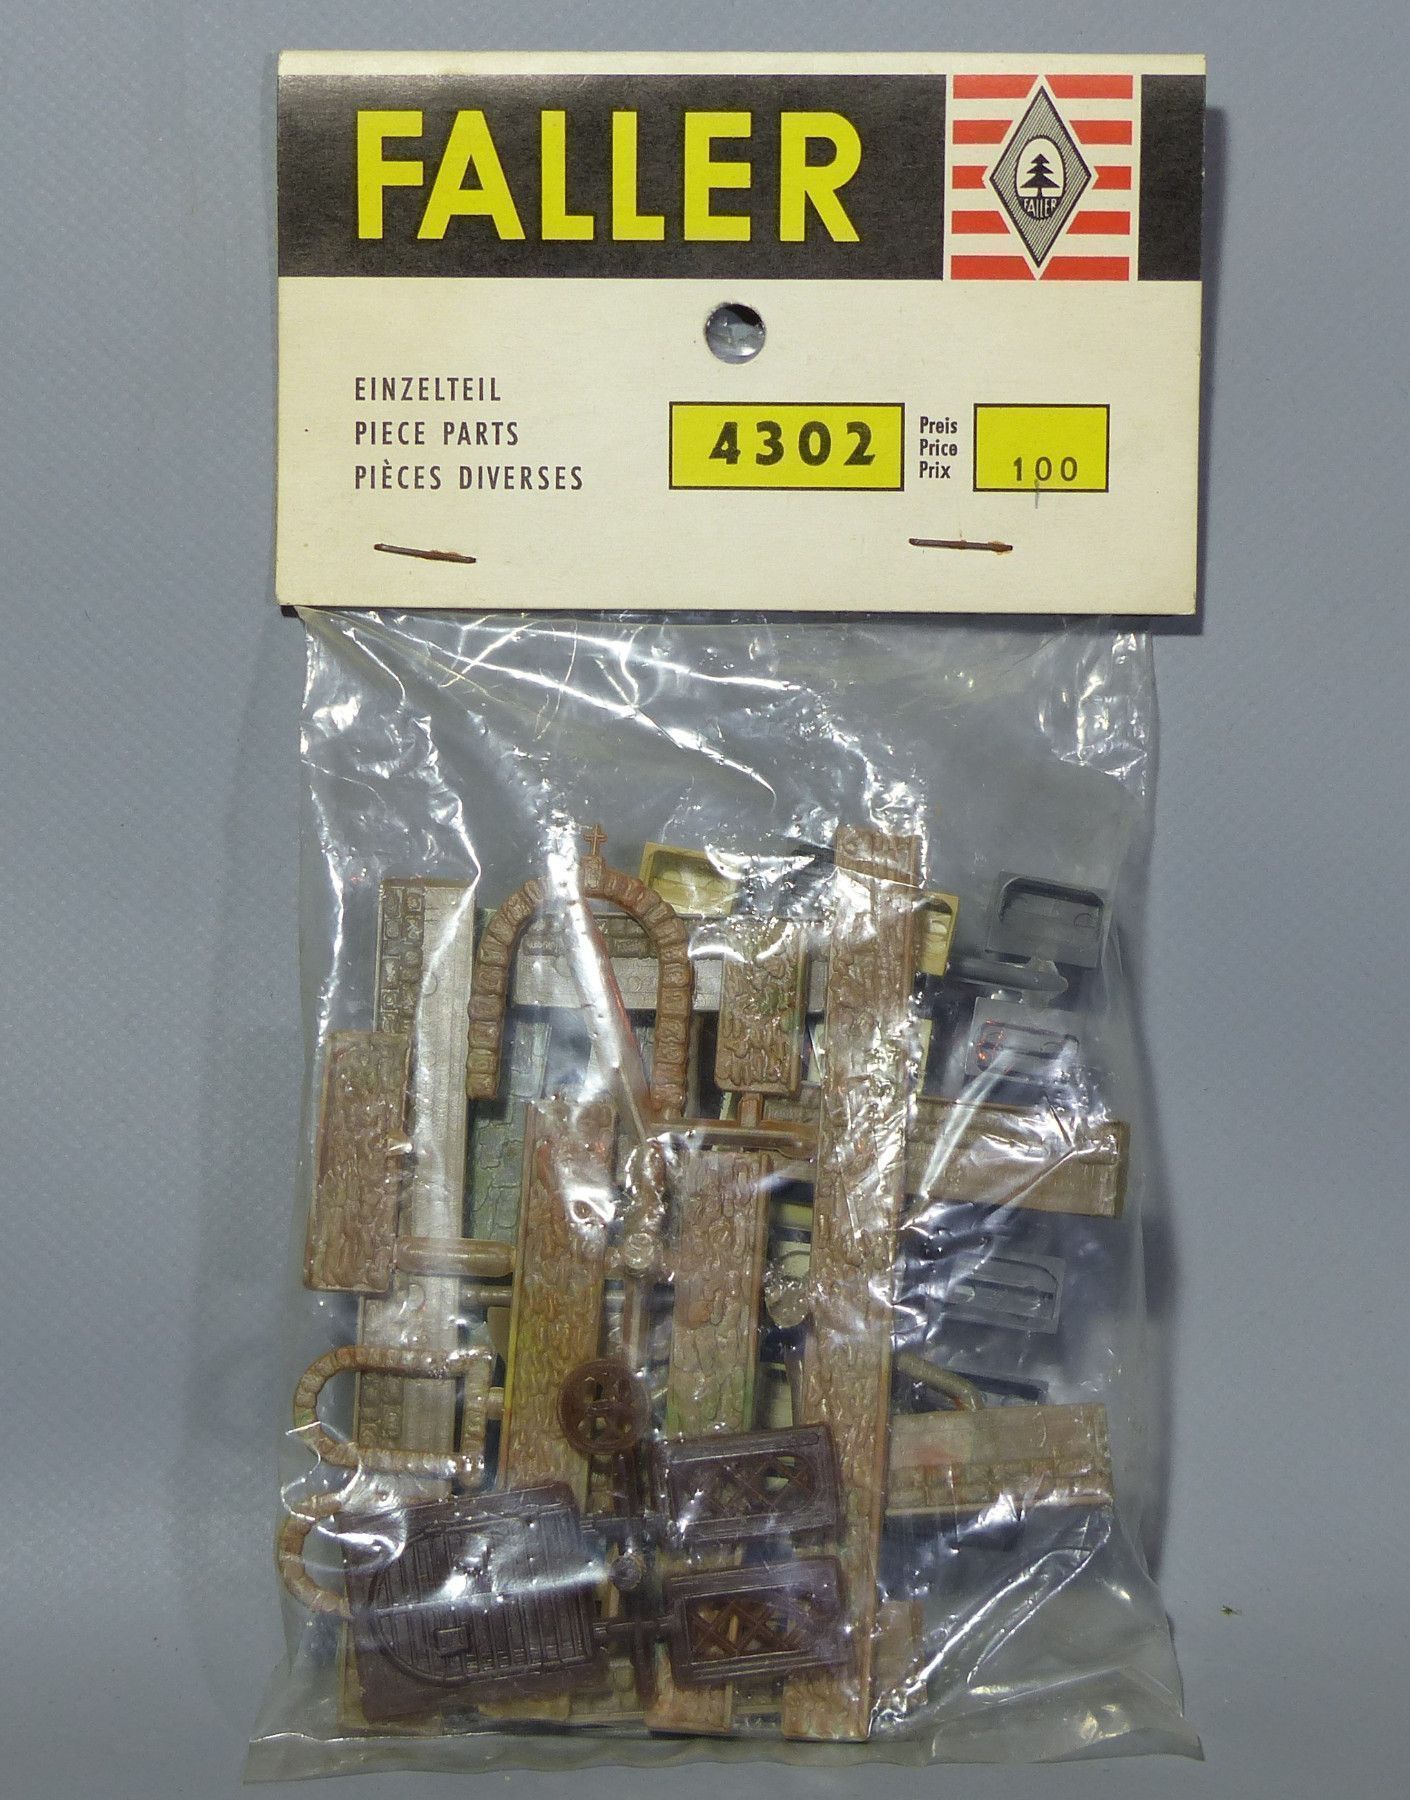 FALLER
FALLER
EINZELTEIL
PIECE PARTS
PIÈCES DIVERSES
4302
Preis
Price
Prix
100